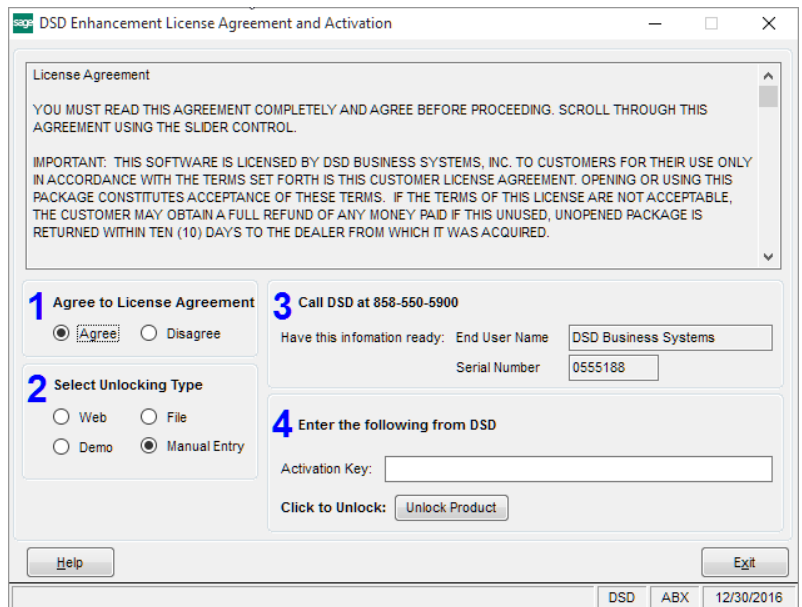 sage DSD Enhancement License Agreement and Activation
License Agreement
YOU MUST READ THIS AGREEMENT COMPLETELY AND AGREE BEFORE PROCEEDING. SCROLL THROUGH THIS
AGREEMENT USING THE SLIDER CONTROL.
IMPORTANT: THIS SOFTWARE IS LICENSED BY DSD BUSINESS SYSTEMS, INC. TO CUSTOMERS FOR THEIR USE ONLY
IN ACCORDANCE WITH THE TERMS SET FORTH IS THIS CUSTOMER LICENSE AGREEMENT. OPENING OR USING THIS
PACKAGE CONSTITUTES ACCEPTANCE OF THESE TERMS. IF THE TERMS OF THIS LICENSE ARE NOT ACCEPTABLE,
THE CUSTOMER MAY OBTAIN A FULL REFUND OF ANY MONEY PAID IF THIS UNUSED, UNOPENED PACKAGE IS
RETURNED WITHIN TEN (10) DAYS TO THE DEALER FROM WHICH IT WAS ACQUIRED.
1 Agree to License Agreement
Agree Disagree
2 Select Unlocking Type
Web File
Demo Manual Entry
3 Call DSD at 858-550-5900
Have this infomation ready: End User Name DSD Business Systems
Serial Number 0555188
4 Enter the following from DSD
Activation Key:
Click to Unlock: Unlock Product
Help Exit
DSD ABX 12/30/2016